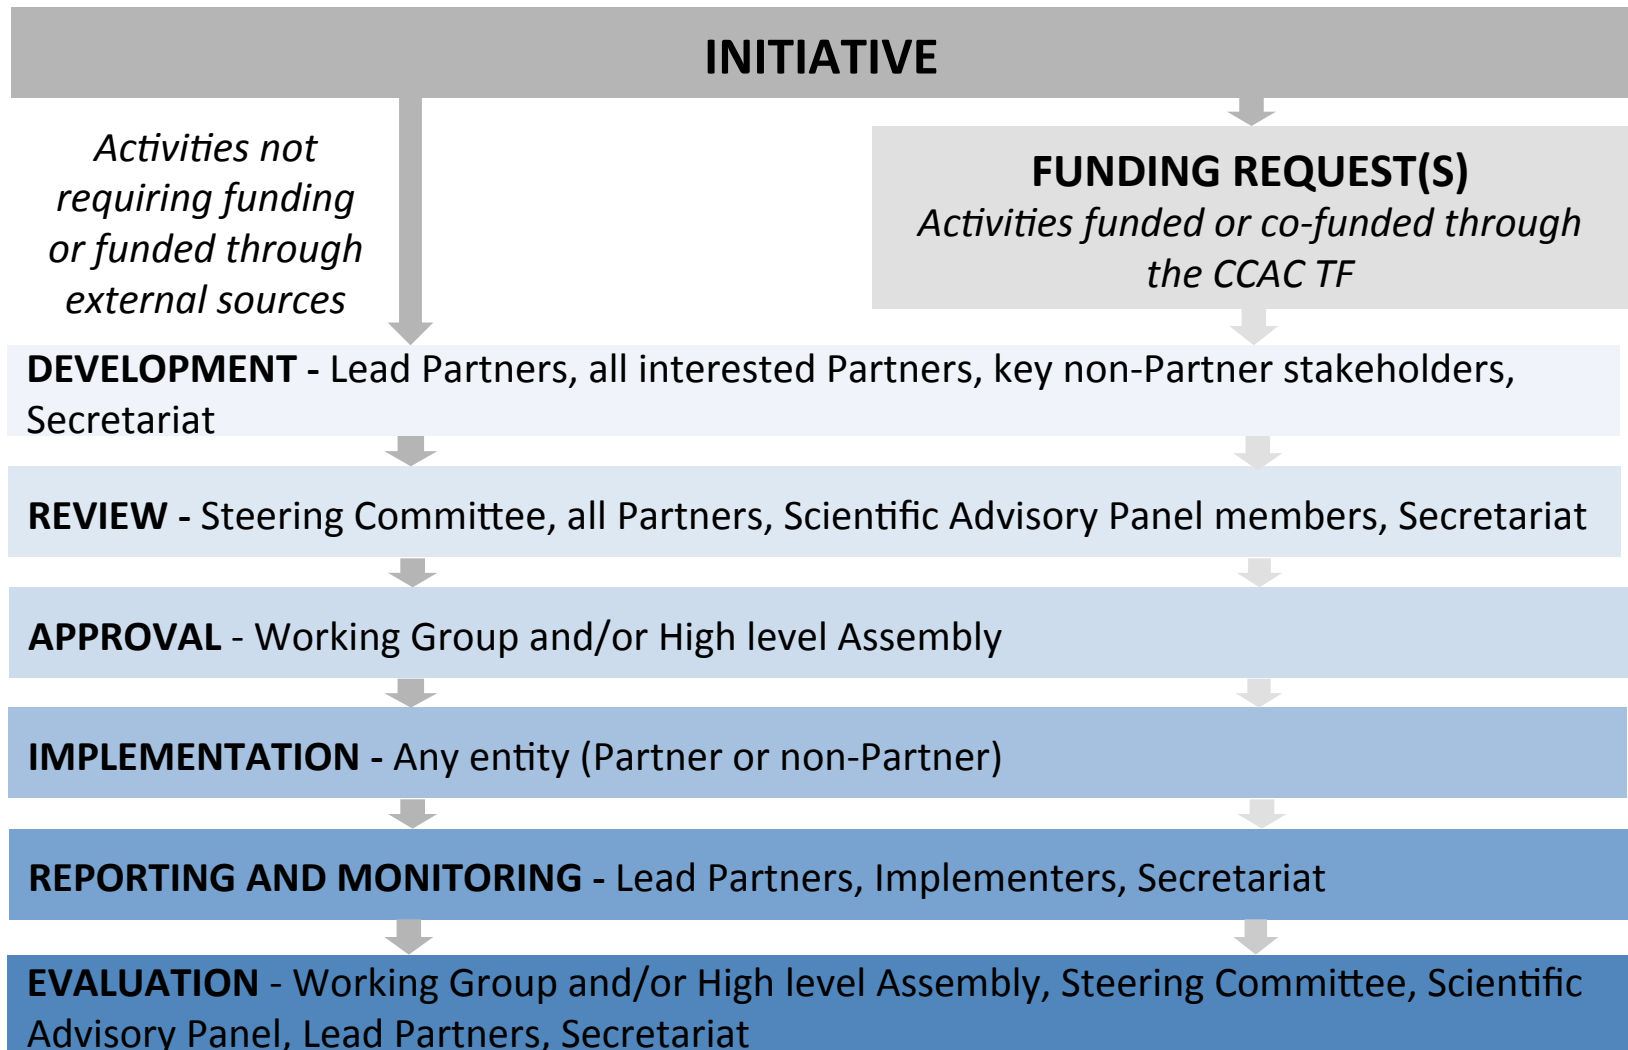 INITIATIVE
Activities not
requiring funding
or funded through
external sources
FUNDING REQUEST(S)
Activities funded or co-funded through
the CCAC TF
DEVELOPMENT - Lead Partners, all interested Partners, key non-Partner stakeholders,
Secretariat
REVIEW - Steering Committee, all Partners, Scientific Advisory Panel members, Secretariat
APPROVAL - Working Group and/or High level Assembly
IMPLEMENTATION - Any entity (Partner or non-Partner)
REPORTING AND MONITORING - Lead Partners, Implementers, Secretariat
EVALUATION - Working Group and/or High level Assembly, Steering Committee, Scientific
Advisory Panel, Lead Partners, Secretariat